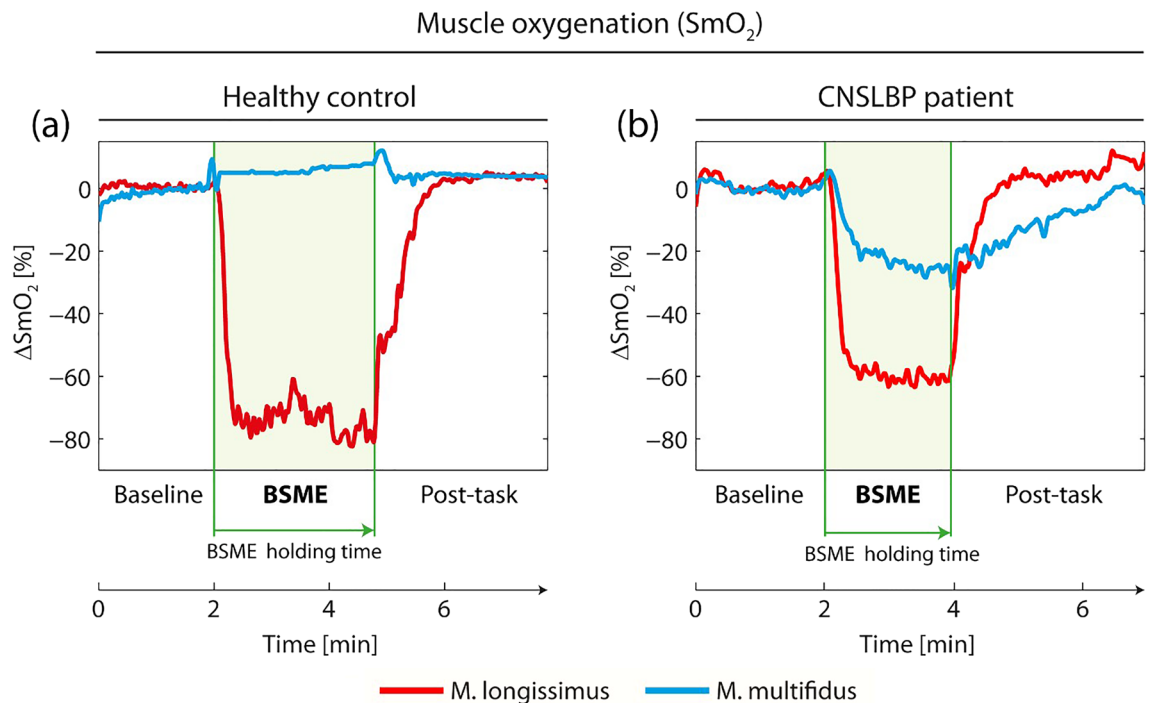 Muscle oxygenation (SmO₂)
Healthy control
CNSLBP patient
(a)
(b)
ΔSmO₂ [%]
0
−20
−40
−60
−80
ΔSmO₂ [%]
0
−20
−40
−60
−80
Baseline BSME Post-task
BSME holding time
Baseline BSME Post-task
BSME holding time
0 2 4 6
Time [min]
0 2 4 6
Time [min]
M. longissimus M. multifidus